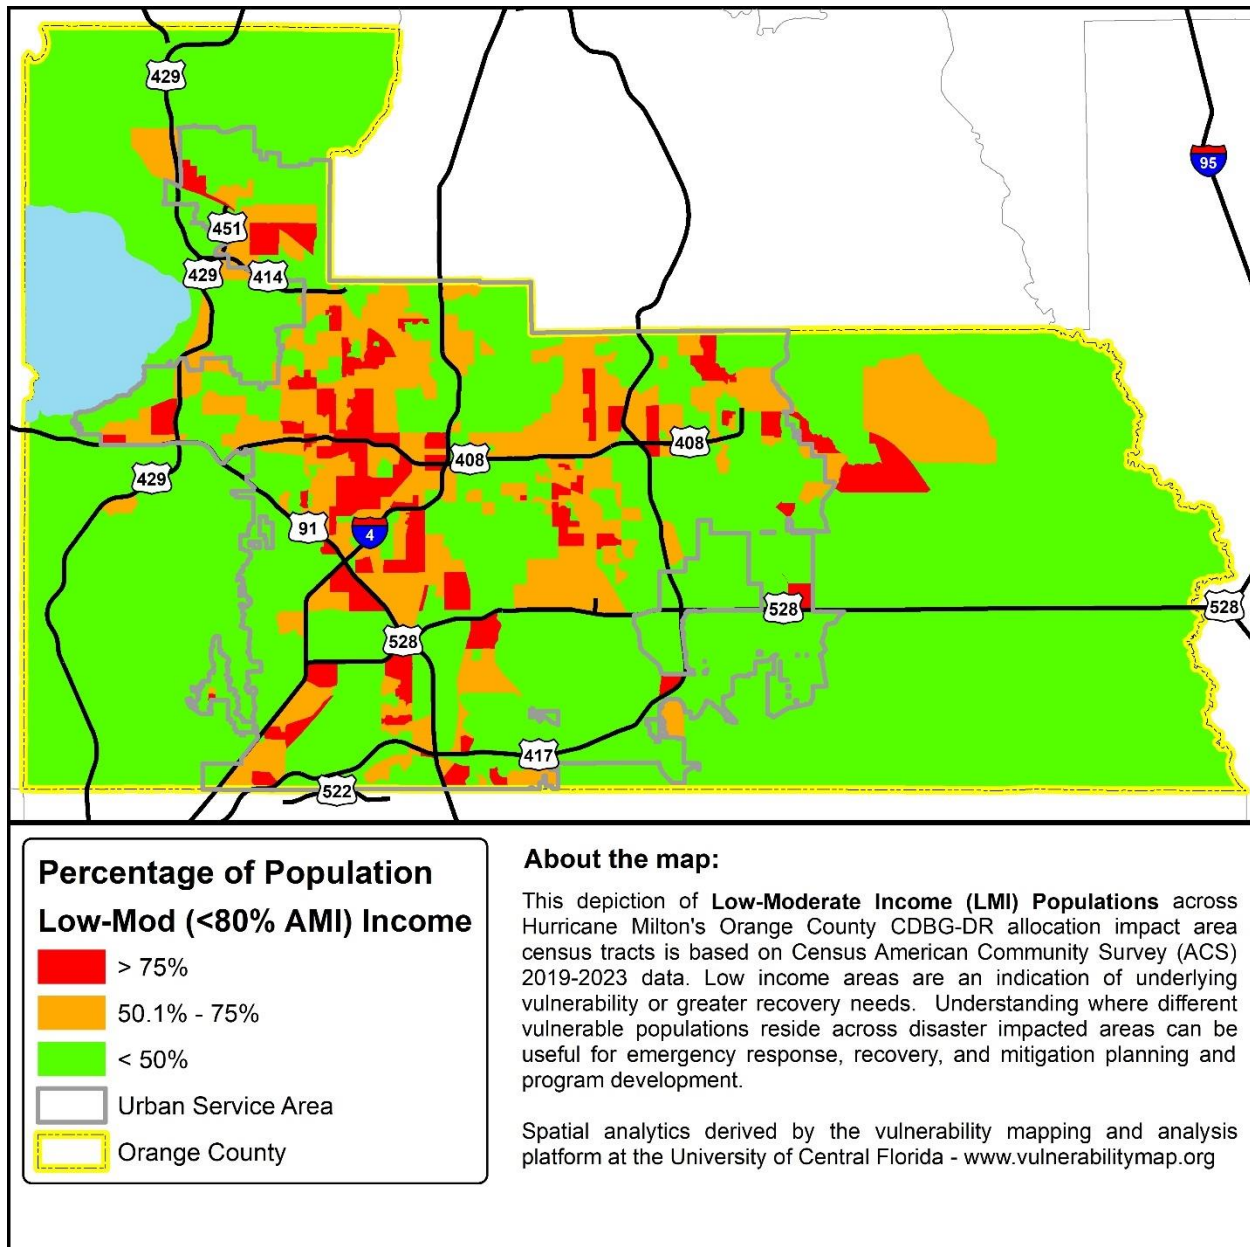 429
95
451
429
414
408
408
429
91
4
528
528
528
417
522
Percentage of Population
Low-Mod (<80% AMI) Income
> 75%
50.1% - 75%
< 50%
Urban Service Area
Orange County
About the map:
This depiction of Low-Moderate Income (LMI) Populations across
Hurricane Milton's Orange County CDBG-DR allocation impact area
census tracts is based on Census American Community Survey (ACS)
2019-2023 data. Low income areas are an indication of underlying
vulnerability or greater recovery needs. Understanding where different
vulnerable populations reside across disaster impacted areas can be
useful for emergency response, recovery, and mitigation planning and
program development.
Spatial analytics derived by the vulnerability mapping and analysis
platform at the University of Central Florida - www.vulnerabilitymap.org